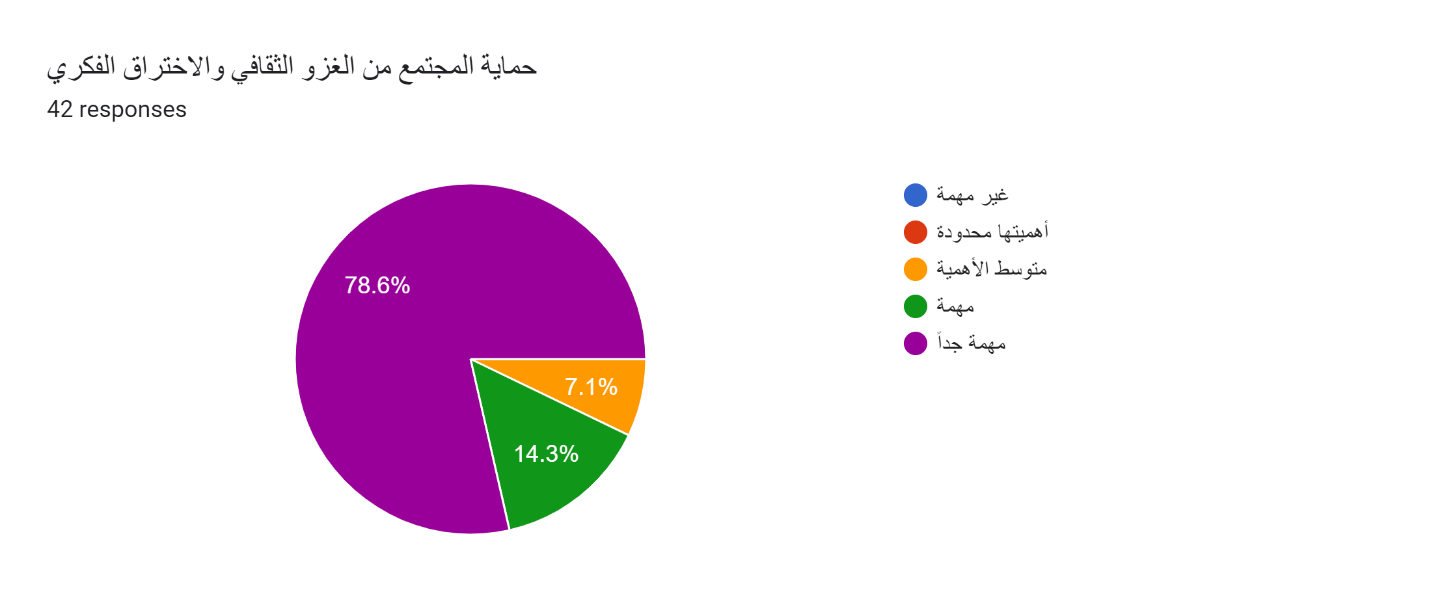 حماية المجتمع من الغزو الثقافي والاختراق الفكري
42 responses
78.6%
7.1%
14.3%
غير مهمة
أهميتها محدودة
متوسط الأهمية
مهمة
مهمة جداً